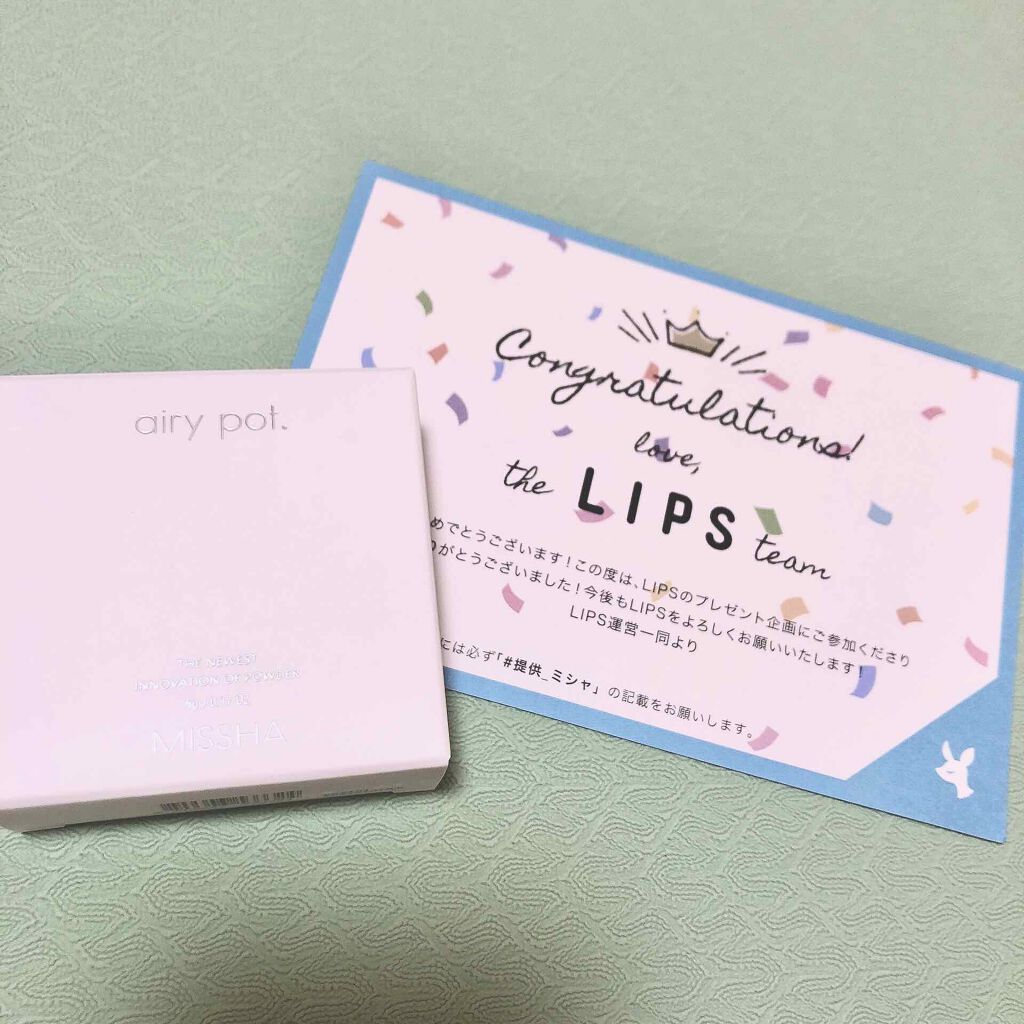 airy pot.
THE NEWEST
INNOVATION OF POWDER
MISSHA
Congratulations!
love,
the LIPS team
めでとうございます！この度は、LIPSのプレゼント企画にご参加くださり
がとうございました！今後もLIPSをよろしくお願いいたします！
LIPS運営一同より
には必ず「#提供_ミシャ」の記載をお願いします。